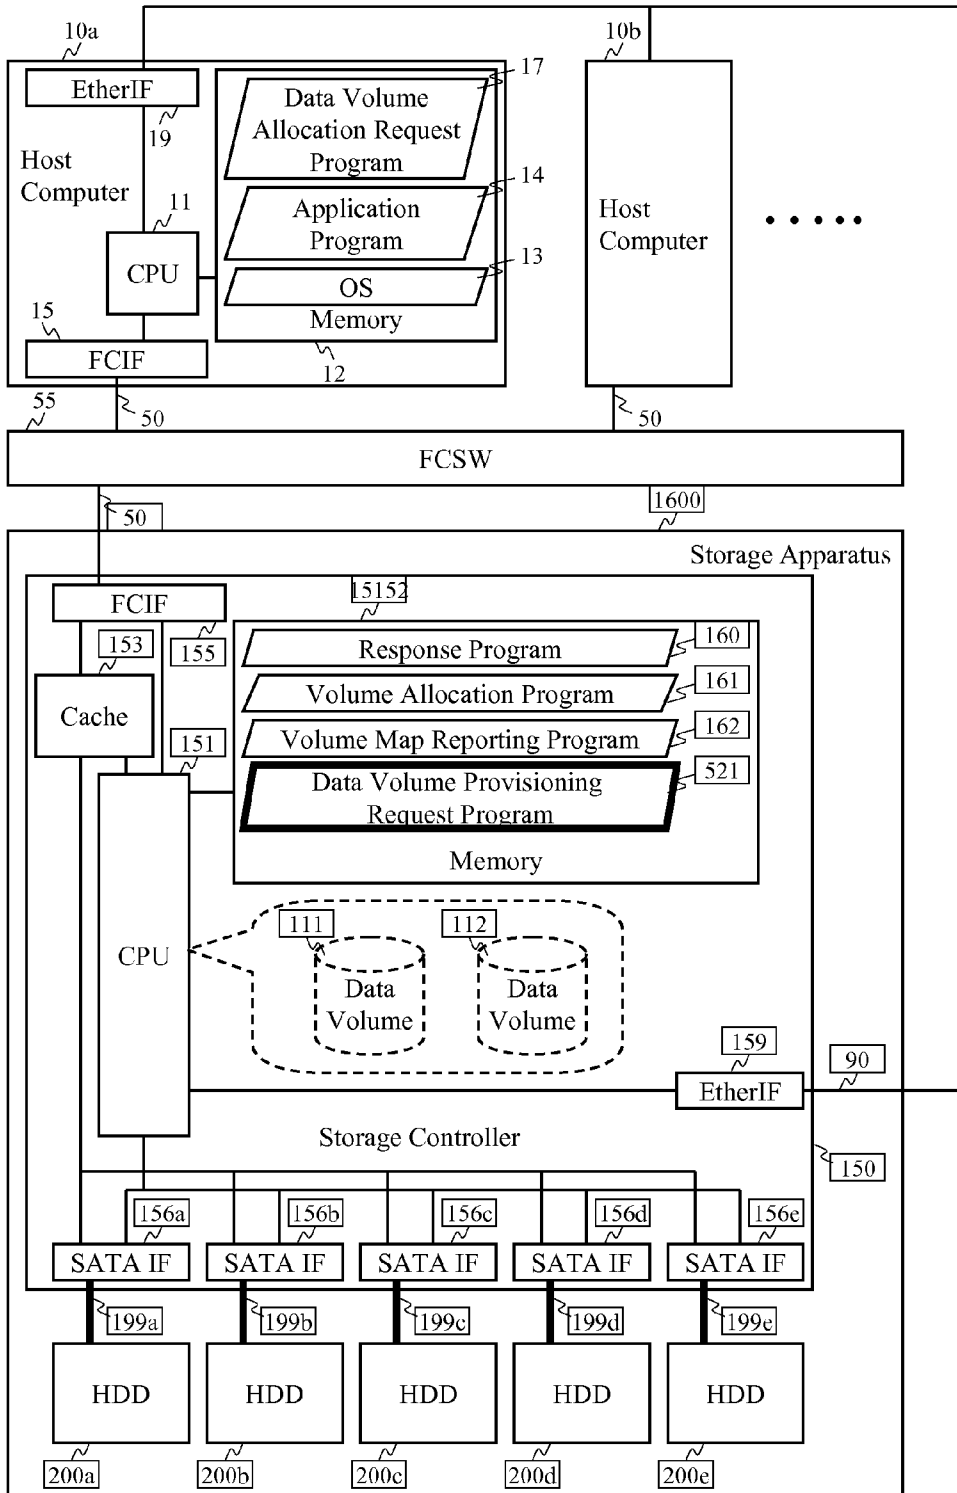 10a
10b
EtherIF
17
Data Volume
Allocation Request
Program
19
Host
Computer
14
Application
Program
11
Host
Computer
CPU
13
OS
15
Memory
FCIF
12
55
50
50
FCSW
50
1600
Storage Apparatus
15152
FCIF
160
Response Program
153
155
161
Volume Allocation Program
Cache
162
Volume Map Reporting Program
151
521
Data Volume Provisioning
Request Program
Memory
111
112
CPU
Data
Volume
Data
Volume
159
90
EtherIF
Storage Controller
150
156a
156b
156c
156d
156e
SATA IF
SATA IF
SATA IF
SATA IF
SATA IF
199a
199b
199c
199d
199e
HDD
HDD
HDD
HDD
HDD
200a
200b
200c
200d
200e